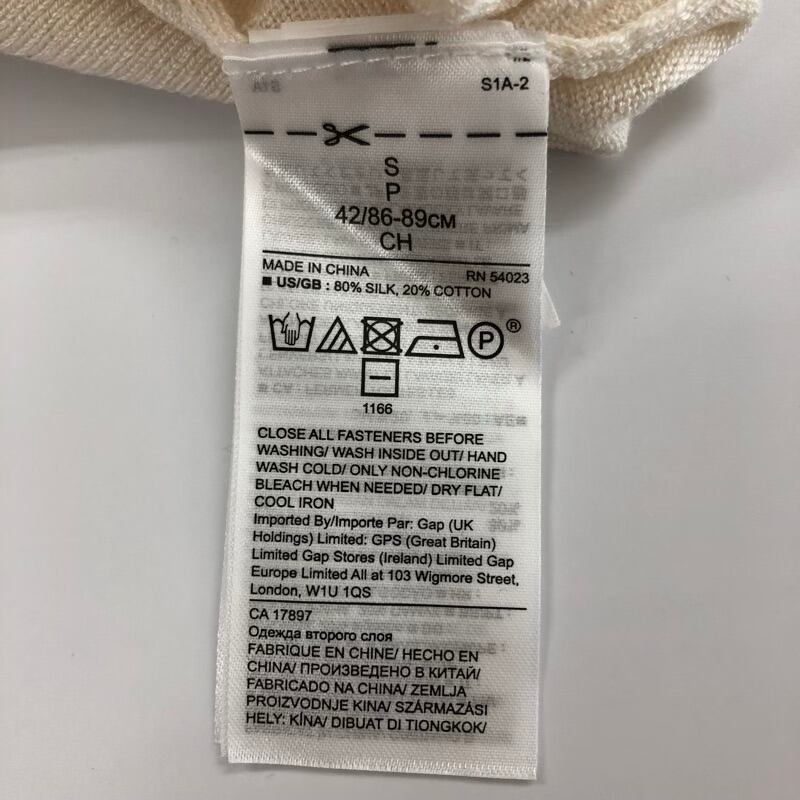 S1A-2
S
P
42/86-89CM
CH
MADE IN CHINA RN 54023
■ US/GB : 80% SILK, 20% COTTON
P ®
1166
CLOSE ALL FASTENERS BEFORE
WASHING/ WASH INSIDE OUT/ HAND
WASH COLD/ ONLY NON-CHLORINE
BLEACH WHEN NEEDED/ DRY FLAT/
COOL IRON
Imported By/Importe Par: Gap (UK
Holdings) Limited: GPS (Great Britain)
Limited Gap Stores (Ireland) Limited Gap
Europe Limited All at 103 Wigmore Street,
London, W1U 1QS
CA 17897
Одежда второго слоя
FABRIQUE EN CHINE/ HECHO EN
CHINA/ ПРОИЗВЕДЕНО В КИТАЙ/
FABRICADO NA CHINA/ ZEMLJA
PROIZVODNJE KINA/ SZÁRMAZÁSI
HELY: KÍNA/ DIBUAT DI TIONGKOK/